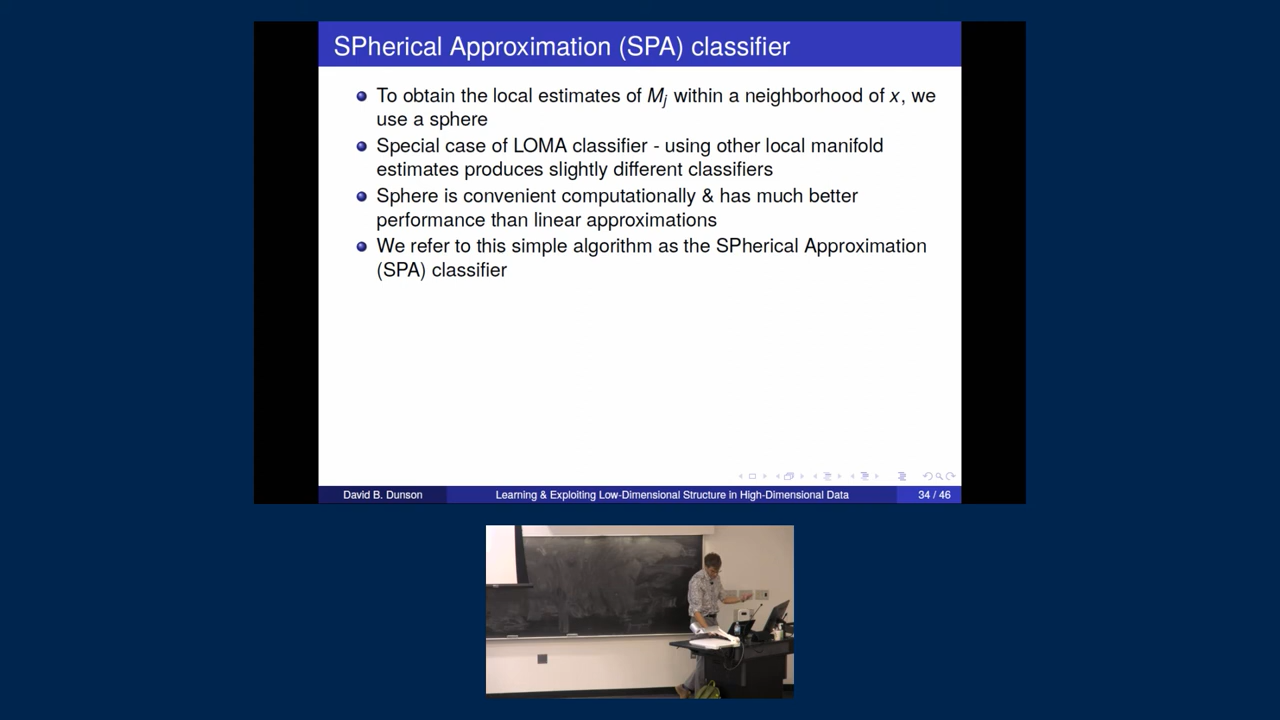 SPherical Approximation (SPA) classifier
To obtain the local estimates of Mj within a neighborhood of x, we
use a sphere
Special case of LOMA classifier - using other local manifold
estimates produces slightly different classifiers
Sphere is convenient computationally & has much better
performance than linear approximations
We refer to this simple algorithm as the SPherical Approximation
(SPA) classifier
David B. Dunson
Learning & Exploiting Low-Dimensional Structure in High-Dimensional Data
34 / 46